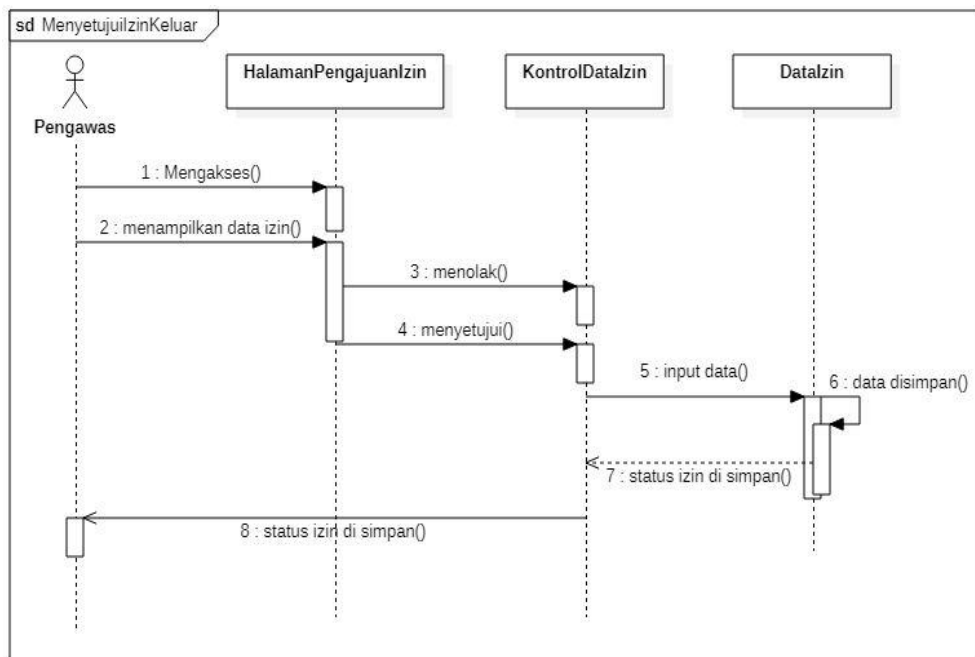 sd MenyetujuiIzinKeluar
HalamanPengajuanIzin
KontrolDataIzin
DataIzin
Pengawas
1 : Mengakses()
2 : menampilkan data izin()
3 : menolak()
4 : menyetujui()
5 : input data()
6 : data disimpan()
7 : status izin di simpan()
8 : status izin di simpan()